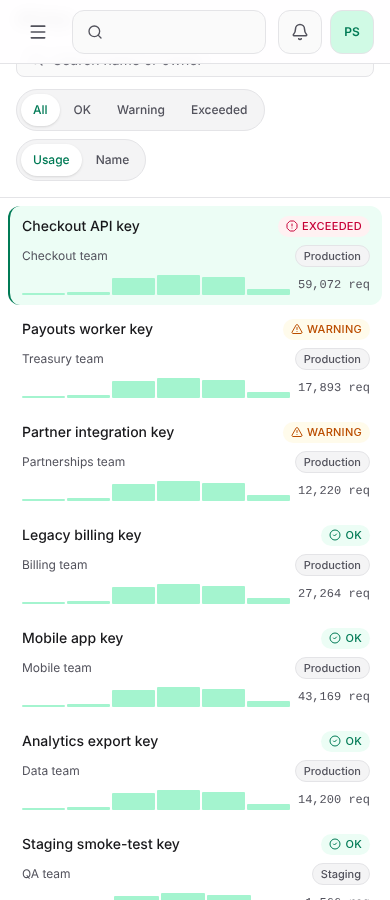 PS
All OK Warning Exceeded
Usage Name
Checkout API key EXCEEDED
Checkout team Production
59,072 req
Payouts worker key WARNING
Treasury team Production
17,893 req
Partner integration key WARNING
Partnerships team Production
12,220 req
Legacy billing key OK
Billing team Production
27,264 req
Mobile app key OK
Mobile team Production
43,169 req
Analytics export key OK
Data team Production
14,200 req
Staging smoke-test key OK
QA team Staging